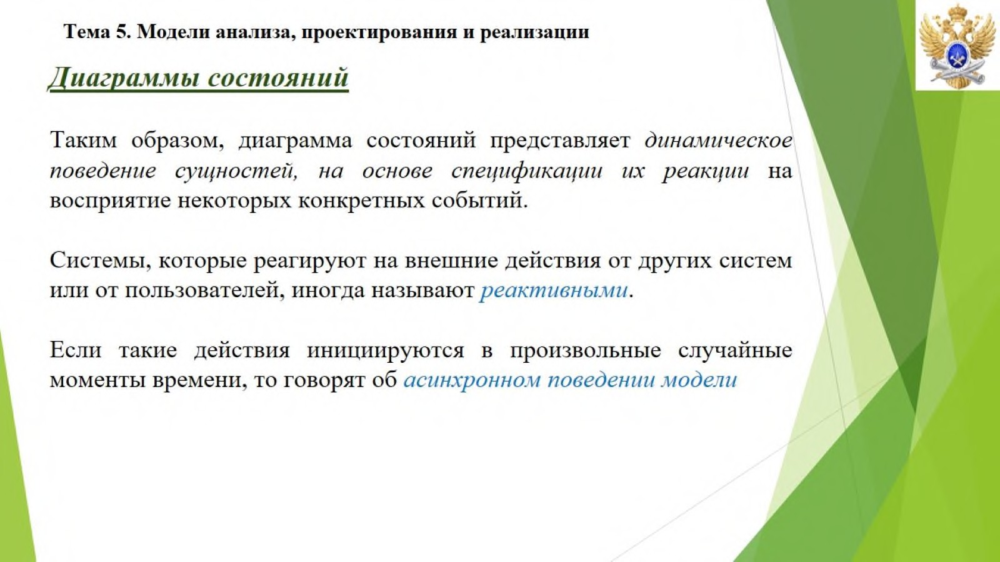 Тема 5. Модели анализа, проектирования и реализации
Диаграммы состояний
Таким образом, диаграмма состояний представляет динамическое
поведение сущностей, на основе спецификации их реакции на
восприятие некоторых конкретных событий.
Системы, которые реагируют на внешние действия от других систем
или от пользователей, иногда называют реактивными.
Если такие действия инициируются в произвольные случайные
моменты времени, то говорят об асинхронном поведении модели